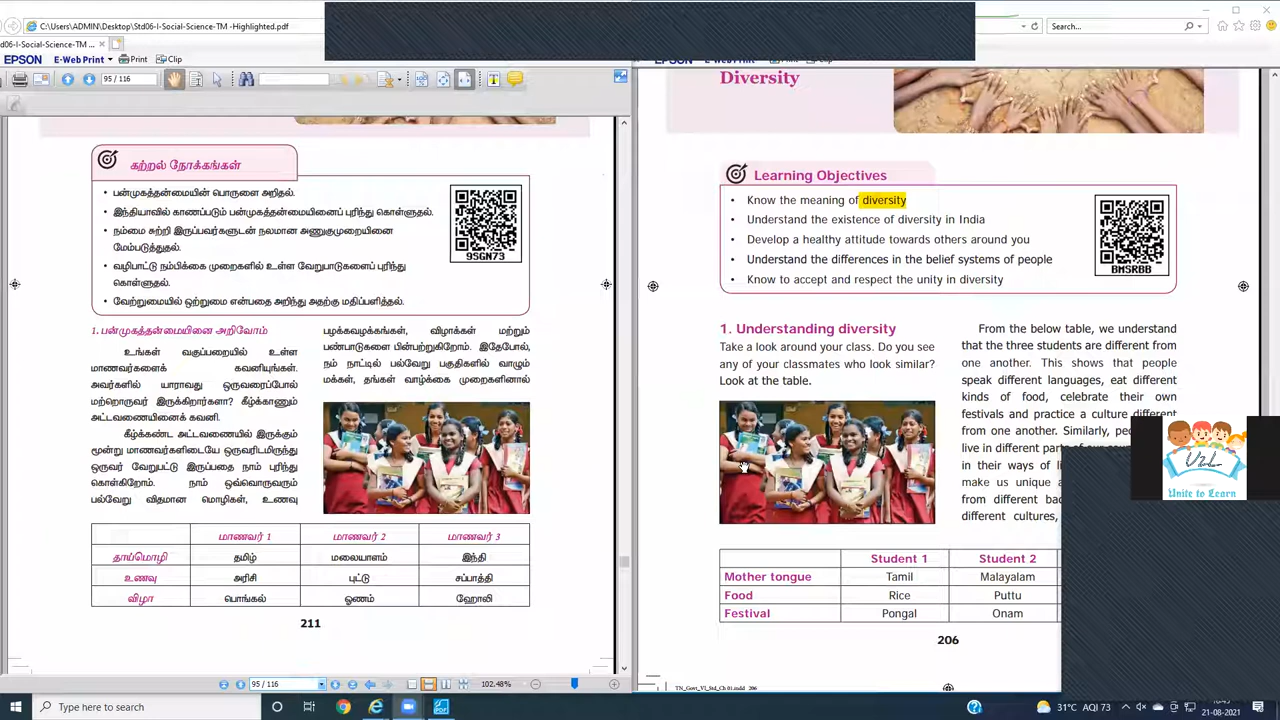 C:\Users\ADMIN\Desktop\Std06-I-Social-Science-TM -Highlighted.pdf
Search...
d06-I-Social-Science-TM ...
EPSON E-Web Print Print Clip
95 / 116
கற்றல் நோக்கங்கள்
• பன்முகத்தன்மையின் பொருளை அறிதல்.
• இந்தியாவில் காணப்படும் பன்முகத்தன்மையினைப் புரிந்து கொள்ளுதல்.
• நம்மை சுற்றி இருப்பவர்களுடன் நலமான அணுகுமுறையினை
மேம்படுத்துதல்.
• வழிபாட்டு நம்பிக்கை முறைகளில் உள்ள வேறுபாடுகளைப் புரிந்து
கொள்ளுதல்.
• வேற்றுமையில் ஒற்றுமை என்பதை அறிந்து அதற்கு மதிப்பளித்தல்.
9SGN73
1. பன்முகத்தன்மையினை அறிவோம்
உங்கள் வகுப்பறையில் உள்ள
மாணவர்களைக் கவனியுங்கள்.
அவர்களில் யாராவது ஒருவரைப்போல்
மற்றொருவர் இருக்கிறார்களா? கீழ்க்காணும்
அட்டவணையினைக் கவனி.
கீழ்க்கண்ட அட்டவணையில் இருக்கும்
மூன்று மாணவர்களிடையே ஒருவரிடமிருந்து
ஒருவர் வேறுபட்டு இருப்பதை நாம் புரிந்து
கொள்கிறோம். நாம் ஒவ்வொருவரும்
பல்வேறு விதமான மொழிகள், உணவு
பழக்கவழக்கங்கள், விழாக்கள் மற்றும்
பண்பாடுகளை பின்பற்றுகிறோம். இதேபோல்,
நம் நாட்டில் பல்வேறு பகுதிகளில் வாழும்
மக்கள், தங்கள் வாழ்க்கை முறைகளினால்
மாணவர் 1 மாணவர் 2 மாணவர் 3
தாய்மொழி தமிழ் மலையாளம் இந்தி
உணவு அரிசி புட்டு சப்பாத்தி
விழா பொங்கல் ஓணம் ஹோலி
211
95 / 116
102.48%
Diversity
Learning Objectives
• Know the meaning of diversity
• Understand the existence of diversity in India
• Develop a healthy attitude towards others around you
• Understand the differences in the belief systems of people
• Know to accept and respect the unity in diversity
BMSRBB
1. Understanding diversity
Take a look around your class. Do you see
any of your classmates who look similar?
Look at the table.
From the below table, we understand
that the three students are different from
one another. This shows that people
speak different languages, eat different
kinds of food, celebrate their own
festivals and practice a culture different
from one another. Similarly,
live in different
in their ways of
make us unique
from different
different cultures,
Student 1 Student 2
Mother tongue Tamil Malayalam
Food Rice Puttu
Festival Pongal Onam
206
TN_Govt_VI_Std_Ch 01.indd 206
Unite to Learn
Type here to search
31°C AQI 73
21-08-2021